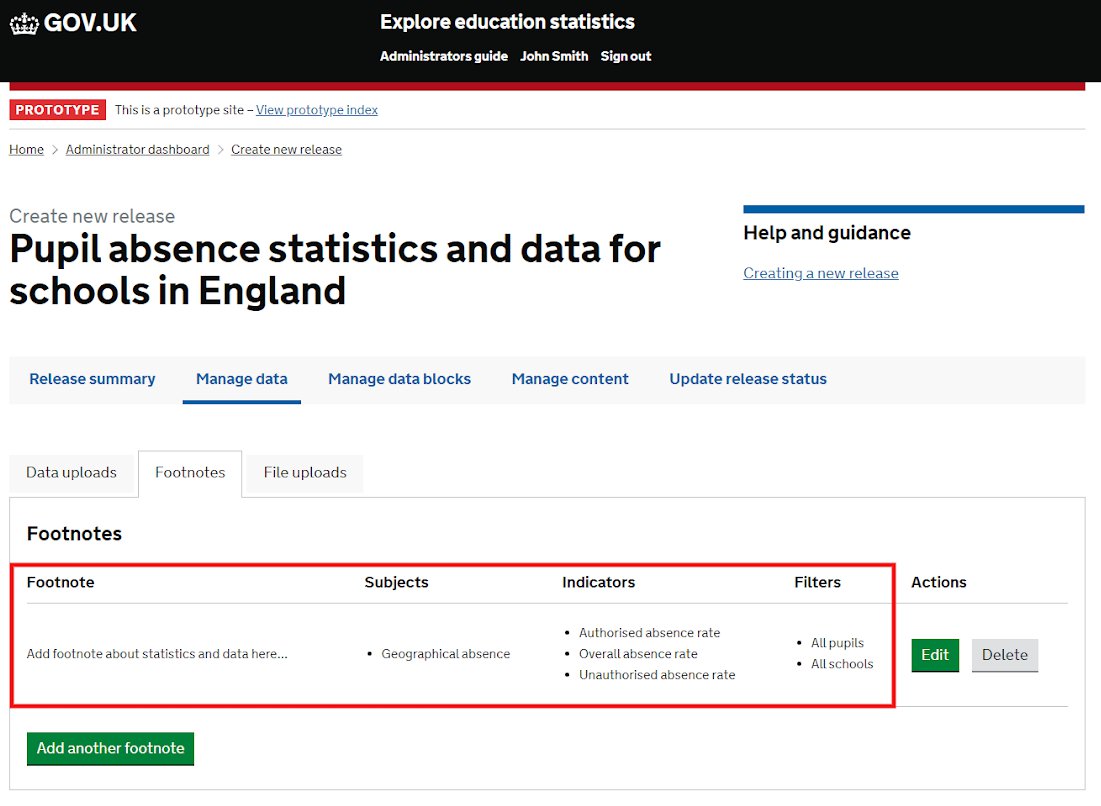 GOV.UK
Explore education statistics
Administrators guide John Smith Sign out
PROTOTYPE This is a prototype site – View prototype index
Home > Administrator dashboard > Create new release
Create new release
Pupil absence statistics and data for
schools in England
Help and guidance
Creating a new release
Release summary Manage data Manage data blocks Manage content Update release status
Data uploads Footnotes File uploads
Footnotes
Footnote Subjects Indicators Filters Actions
Add footnote about statistics and data here...
• Geographical absence
• Authorised absence rate
• Overall absence rate
• Unauthorised absence rate
• All pupils
• All schools
Edit Delete
Add another footnote